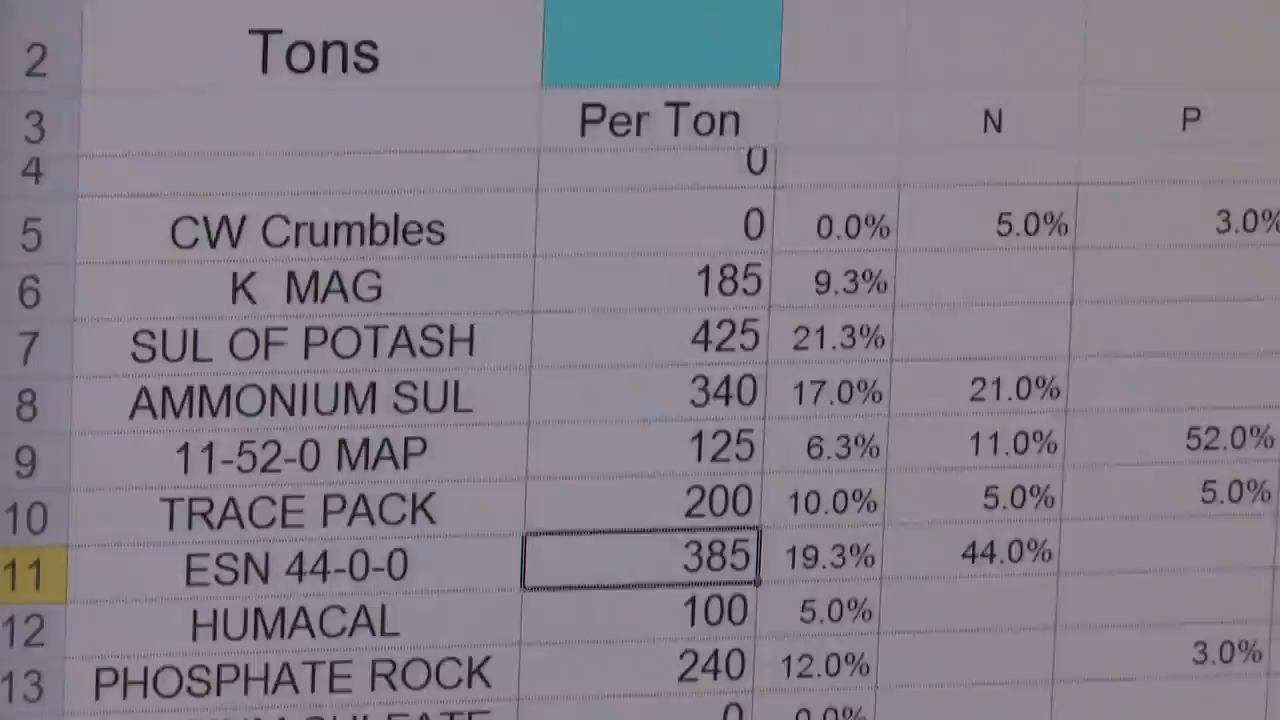 2 Tons
3 Per Ton N P
4 0
5 CW Crumbles 0 0.0% 5.0% 3.0%
6 K MAG 185 9.3%
7 SUL OF POTASH 425 21.3%
8 AMMONIUM SUL 340 17.0% 21.0%
9 11-52-0 MAP 125 6.3% 11.0% 52.0%
10 TRACE PACK 200 10.0% 5.0% 5.0%
11 ESN 44-0-0 385 19.3% 44.0%
12 HUMACAL 100 5.0%
13 PHOSPHATE ROCK 240 12.0% 3.0%
SULFATE 0 0.0%